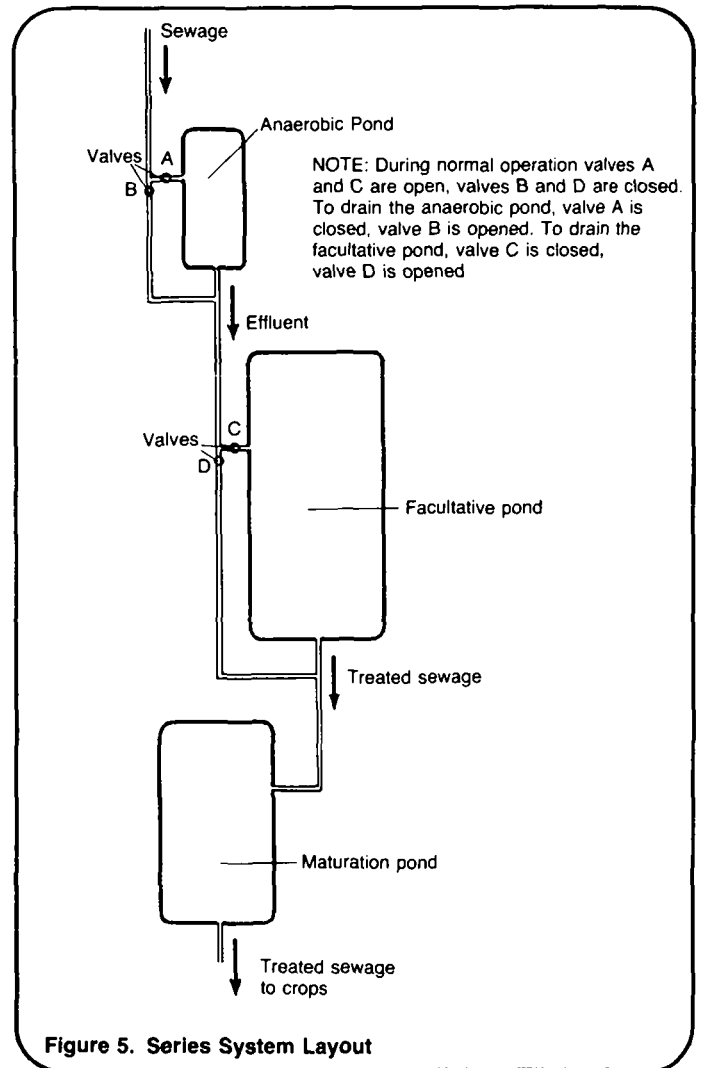 Sewage
Anaerobic Pond
Valves
A
B
NOTE: During normal operation valves A
and C are open, valves B and D are closed.
To drain the anaerobic pond, valve A is
closed, valve B is opened. To drain the
facultative pond, valve C is closed,
valve D is opened
Effluent
Valves
C
D
Facultative pond
Treated sewage
Maturation pond
Treated sewage
to crops
Figure 5. Series System Layout